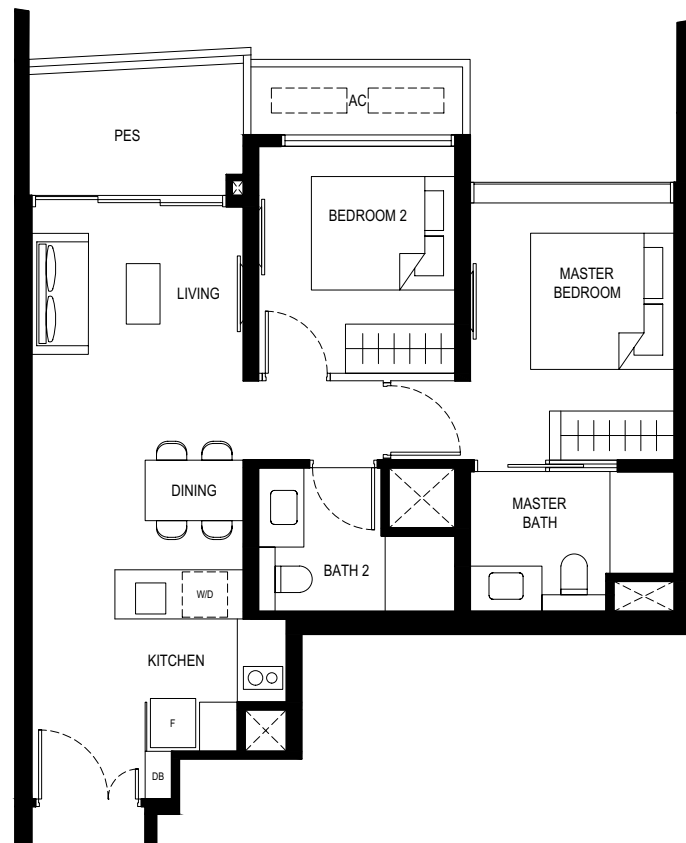 AC
PES
BEDROOM 2
MASTER
BEDROOM
LIVING
DINING
MASTER
BATH
BATH 2
W/D
KITCHEN
F
DB